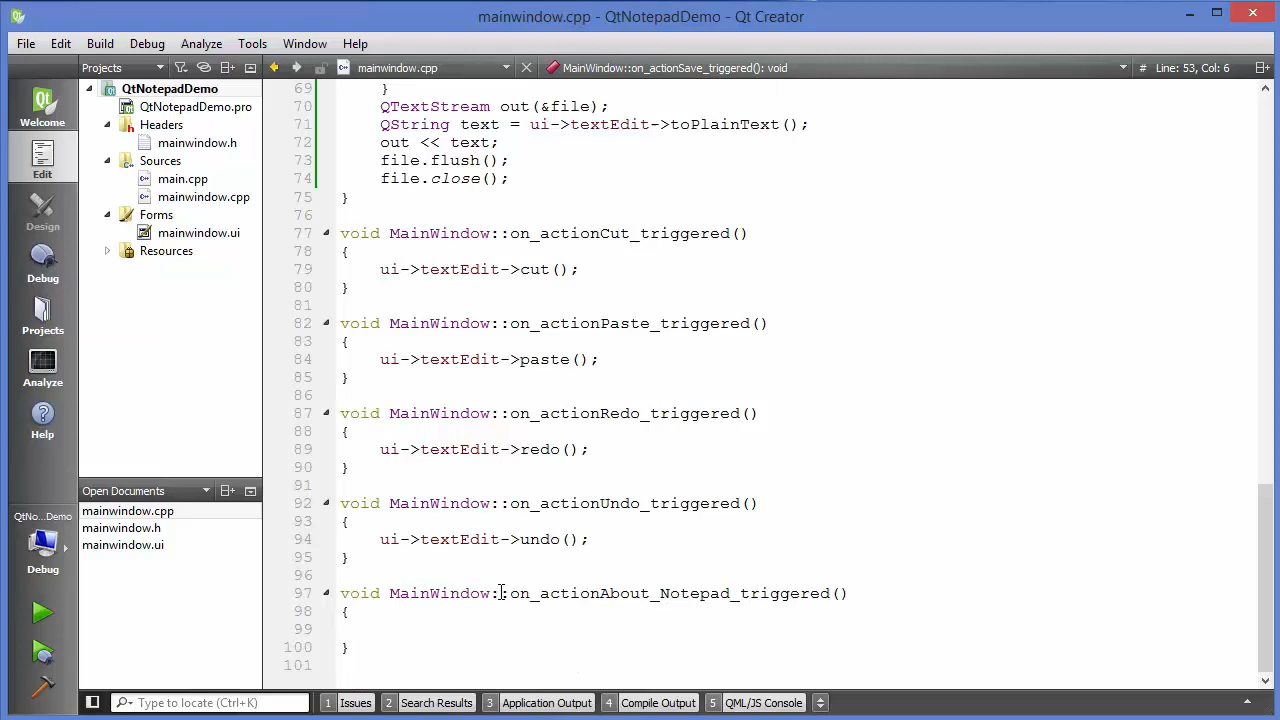 mainwindow.cpp - QtNotepadDemo - Qt Creator
File Edit Build Debug Analyze Tools Window Help
Projects
mainwindow.cpp
MainWindow::on_actionSave_triggered(): void
# Line: 53, Col: 6
Welcome
Edit
Design
Debug
Projects
Analyze
Help
QtNo...Demo
Debug
QtNotepadDemo
QtNotepadDemo.pro
Headers
mainwindow.h
Sources
main.cpp
mainwindow.cpp
Forms
mainwindow.ui
Resources
Open Documents
mainwindow.cpp
mainwindow.h
mainwindow.ui
69 }
70 QTextStream out(&file);
71 QString text = ui->textEdit->toPlainText();
72 out << text;
73 file.flush();
74 file.close();
75 }
76
77 void MainWindow::on_actionCut_triggered()
78 {
79 ui->textEdit->cut();
80 }
81
82 void MainWindow::on_actionPaste_triggered()
83 {
84 ui->textEdit->paste();
85 }
86
87 void MainWindow::on_actionRedo_triggered()
88 {
89 ui->textEdit->redo();
90 }
91
92 void MainWindow::on_actionUndo_triggered()
93 {
94 ui->textEdit->undo();
95 }
96
97 void MainWindow::on_actionAbout_Notepad_triggered()
98 {
99
100 }
101
Type to locate (Ctrl+K)
1 Issues 2 Search Results 3 Application Output 4 Compile Output 5 QML/JS Console